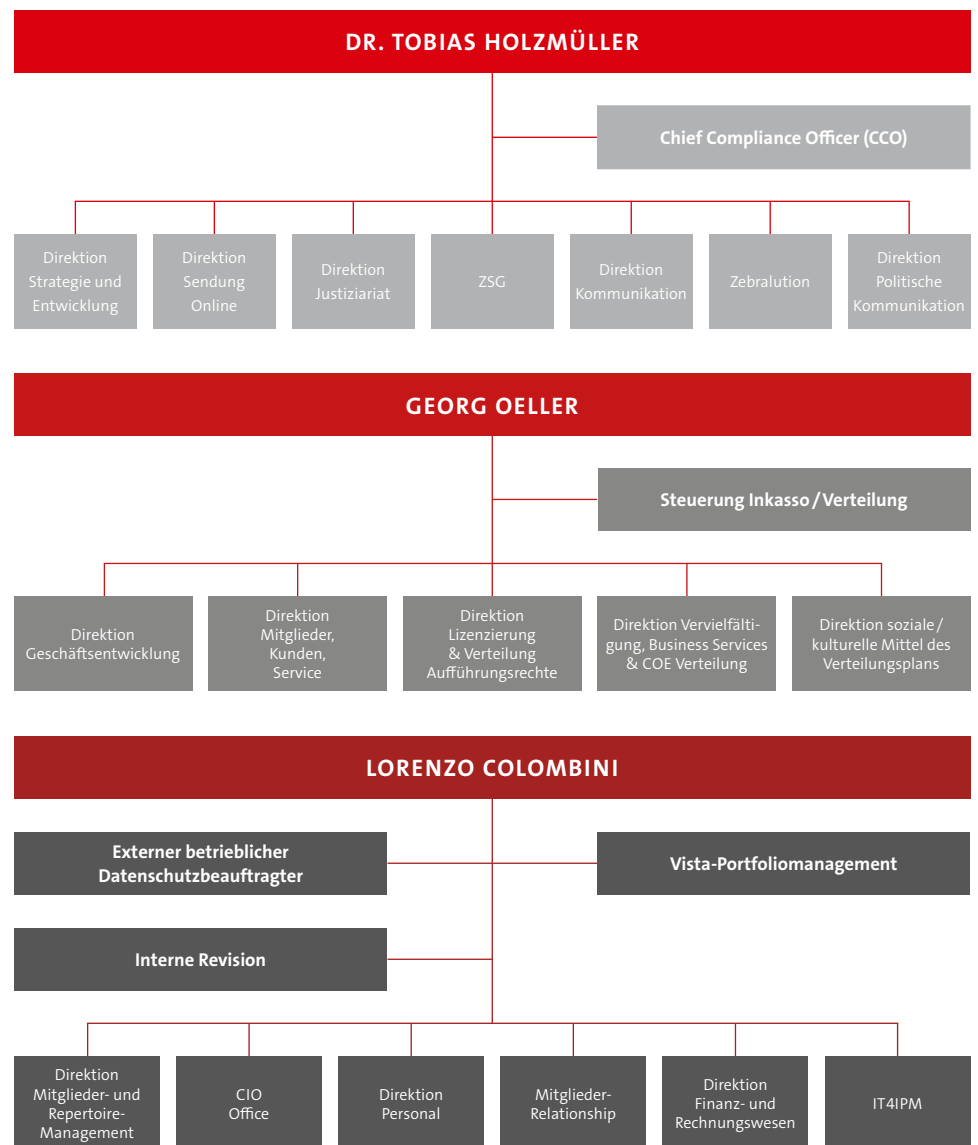 DR. TOBIAS HOLZMÜLLER
Chief Compliance Officer (CCO)
Direktion
Strategie und
Entwicklung
Direktion
Sendung
Online
Direktion
Justiziariat
ZSG
Direktion
Kommunikation
Zebralution
Direktion
Politische
Kommunikation
GEORG OELLER
Steuerung Inkasso / Verteilung
Direktion
Geschäftsentwicklung
Direktion
Mitglieder,
Kunden,
Service
Direktion
Lizenzierung
& Verteilung
Aufführungsrechte
Direktion Vervielfälti-
gung, Business Services
& COE Verteilung
Direktion soziale /
kulturelle Mittel des
Verteilungsplans
LORENZO COLOMBINI
Externer betrieblicher
Datenschutzbeauftragter
Vista-Portfoliomanagement
Interne Revision
Direktion
Mitglieder- und
Repertoire-
Management
CIO
Office
Direktion
Personal
Mitglieder-
Relationship
Direktion
Finanz- und
Rechnungswesen
IT4IPM